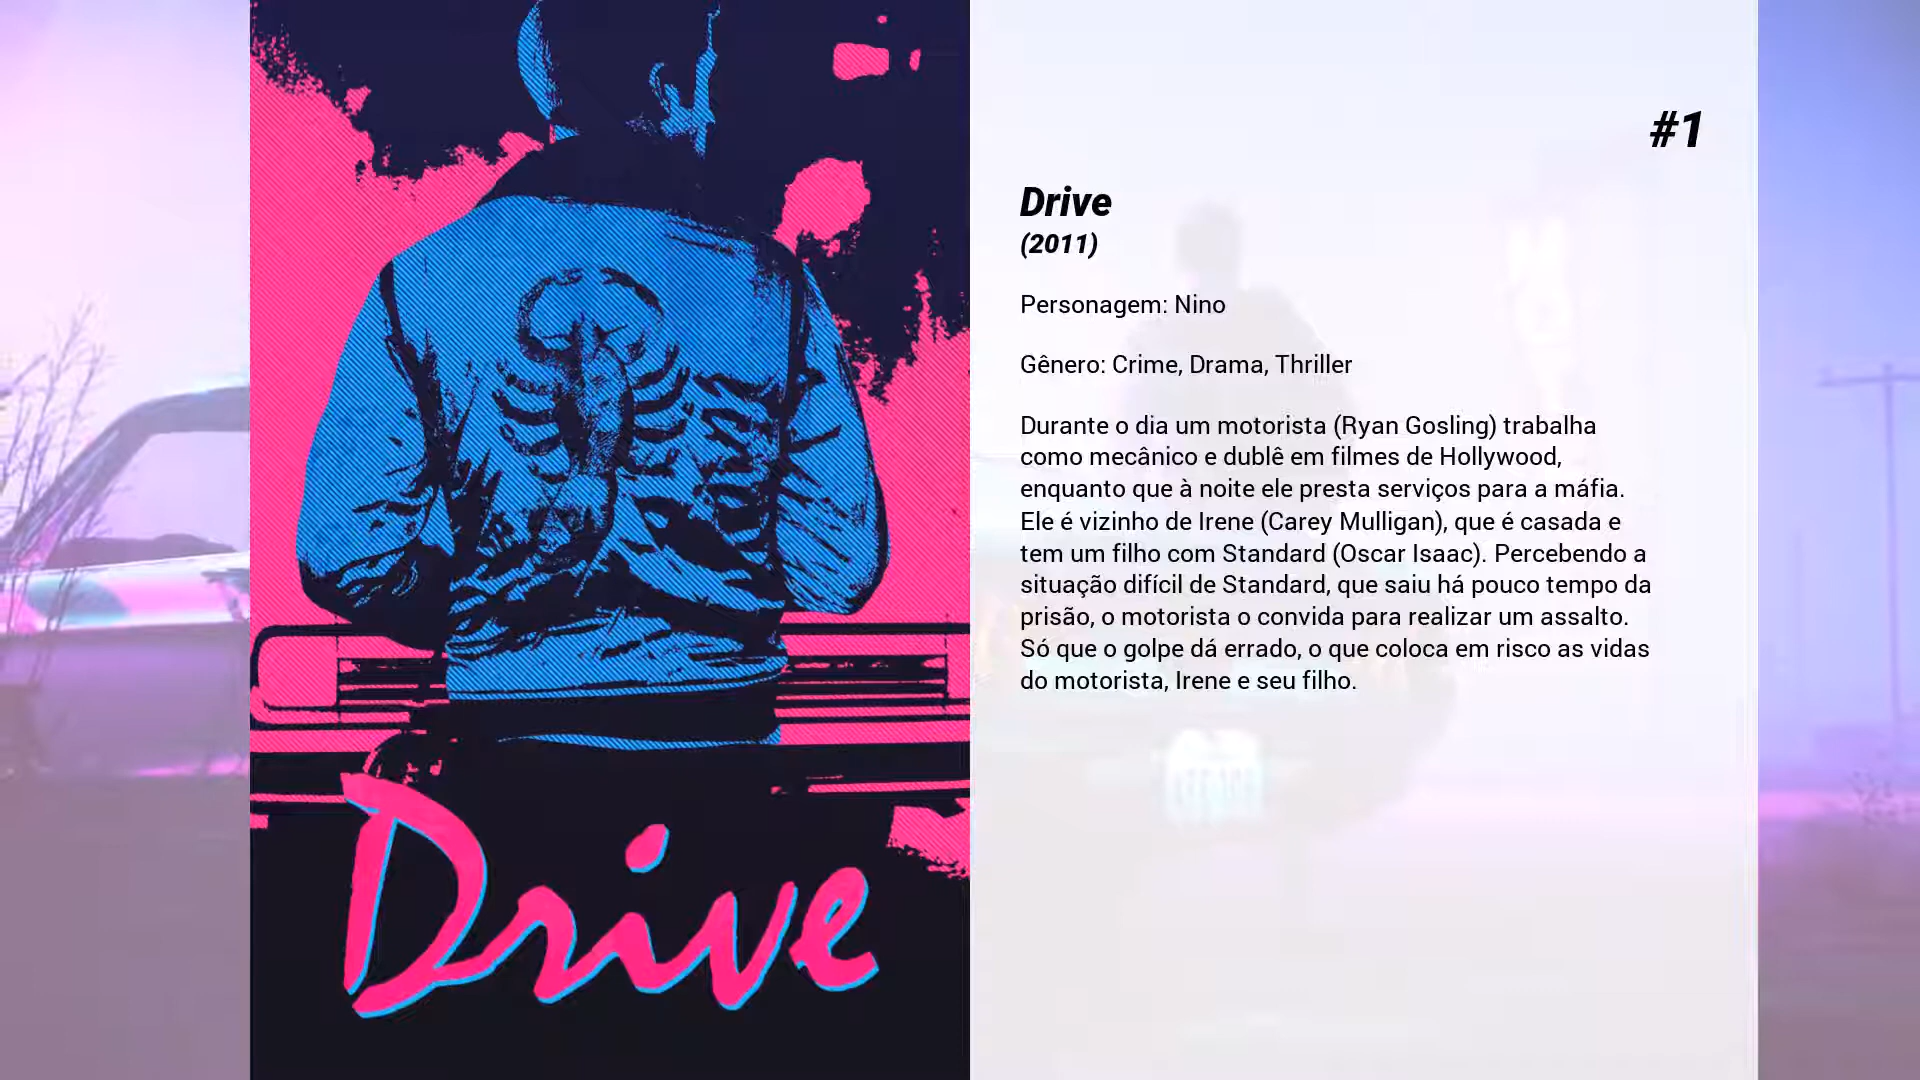 #1
Drive
(2011)
Personagem: Nino
Gênero: Crime, Drama, Thriller
Durante o dia um motorista (Ryan Gosling) trabalha
como mecânico e dublê em filmes de Hollywood,
enquanto que à noite ele presta serviços para a máfia.
Ele é vizinho de Irene (Carey Mulligan), que é casada e
tem um filho com Standard (Oscar Isaac). Percebendo a
situação difícil de Standard, que saiu há pouco tempo da
prisão, o motorista o convida para realizar um assalto.
Só que o golpe dá errado, o que coloca em risco as vidas
do motorista, Irene e seu filho.
Drive